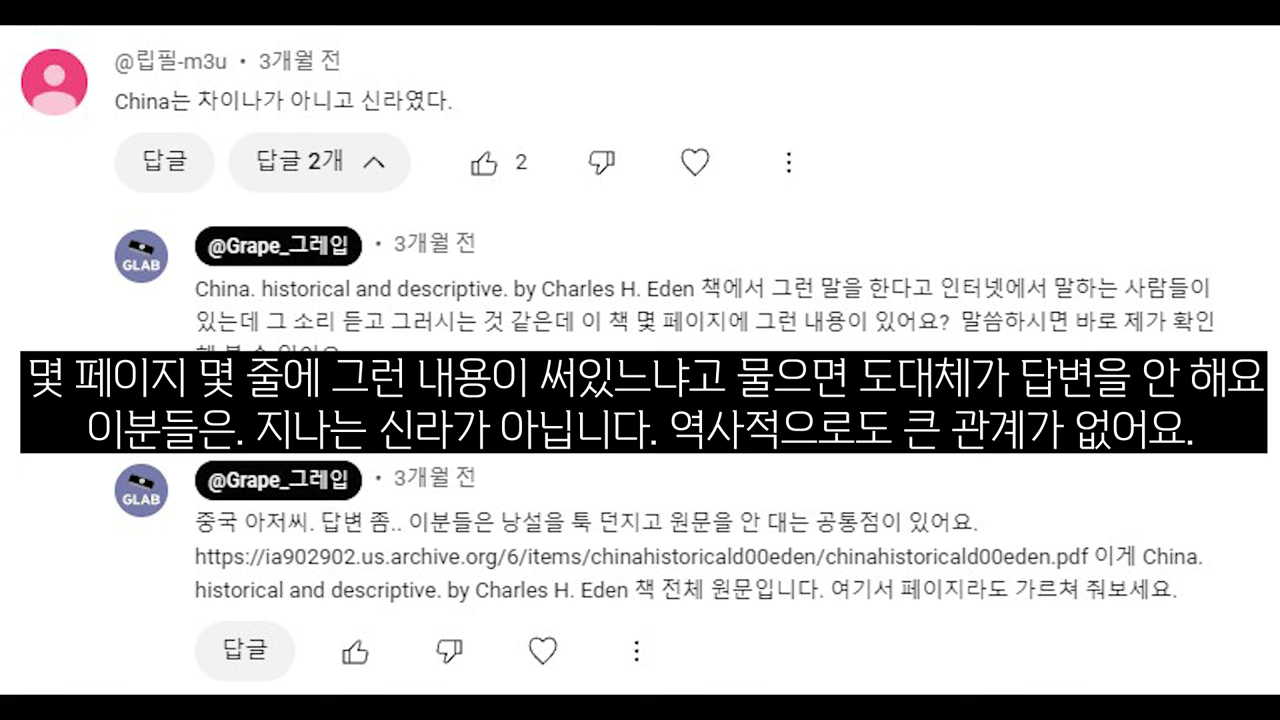 @립필-m3u • 3개월 전
China는 차이나가 아니고 신라였다.
답글 답글 2개 2
@Grape_그레입 • 3개월 전
GLAB
China. historical and descriptive. by Charles H. Eden 책에서 그런 말을 한다고 인터넷에서 말하는 사람들이
있는데 그 소리 듣고 그러시는 것 같은데 이 책 몇 페이지에 그런 내용이 있어요? 말씀하시면 바로 제가 확인
몇 페이지 몇 줄에 그런 내용이 써있느냐고 물으면 도대체가 답변을 안 해요
이분들은. 지나는 신라가 아닙니다. 역사적으로도 큰 관계가 없어요.
@Grape_그레입 • 3개월 전
GLAB
중국 아저씨. 답변 좀.. 이분들은 낭설을 툭 던지고 원문을 안 대는 공통점이 있어요.
https://ia902902.us.archive.org/6/items/chinahistoricald00eden/chinahistoricald00eden.pdf 이게 China.
historical and descriptive. by Charles H. Eden 책 전체 원문입니다. 여기서 페이지라도 가르쳐 줘보세요.
답글